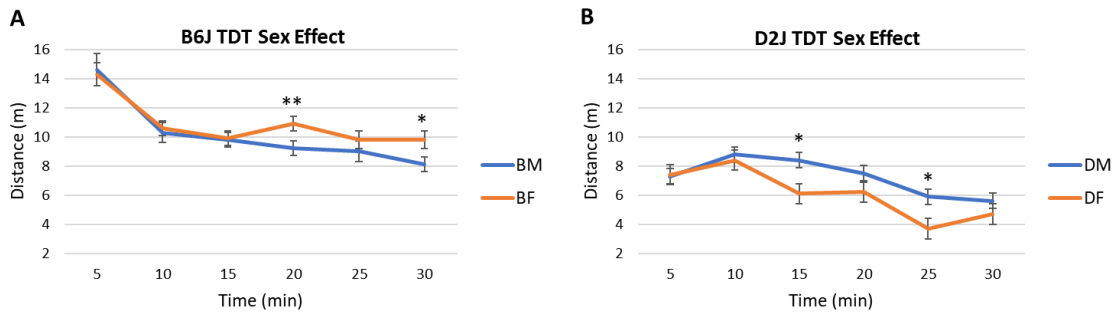 A
B6J TDT Sex Effect
16
14
12
10
8
6
4
2
**
*
Distance (m)
5 10 15 20 25 30
Time (min)
BM
BF
B
D2J TDT Sex Effect
16
14
12
10
8
6
4
2
*
*
Distance (m)
5 10 15 20 25 30
Time (min)
DM
DF